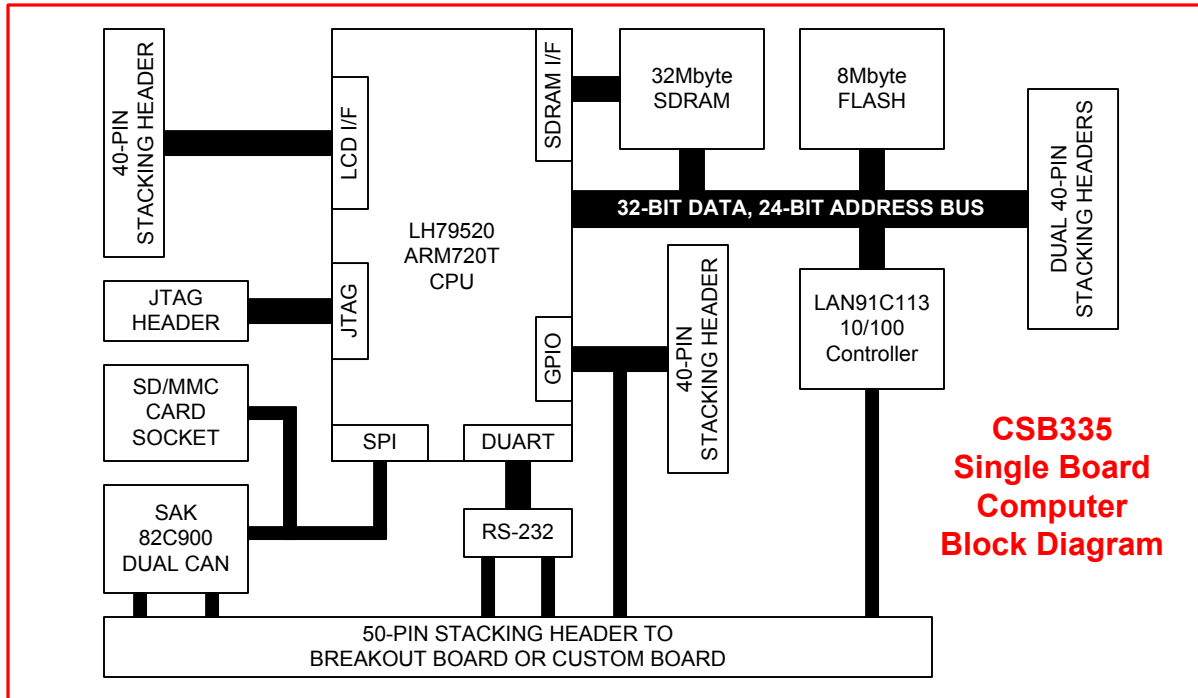 40-PIN
STACKING HEADER
LCD I/F
SDRAM I/F
32Mbyte
SDRAM
8Mbyte
FLASH
DUAL 40-PIN
STACKING HEADERS
32-BIT DATA, 24-BIT ADDRESS BUS
LH79520
ARM720T
CPU
JTAG
HEADER
JTAG
GPIO
40-PIN
STACKING HEADER
LAN91C113
10/100
Controller
SD/MMC
CARD
SOCKET
SPI
DUART
SAK
82C900
DUAL CAN
RS-232
CSB335
Single Board
Computer
Block Diagram
50-PIN STACKING HEADER TO
BREAKOUT BOARD OR CUSTOM BOARD